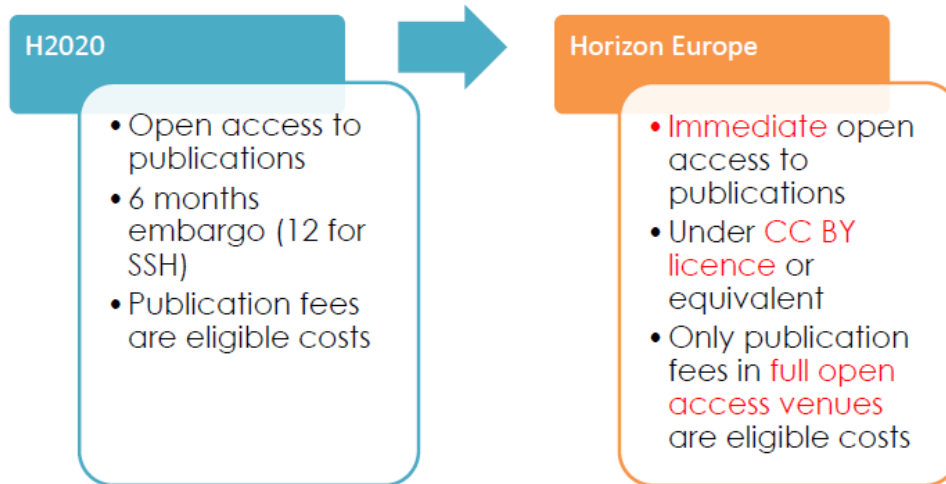 H2020
• Open access to
publications
• 6 months
embargo (12 for
SSH)
• Publication fees
are eligible costs
Horizon Europe
• Immediate open
access to
publications
• Under CC BY
licence or
equivalent
• Only publication
fees in full open
access venues
are eligible costs